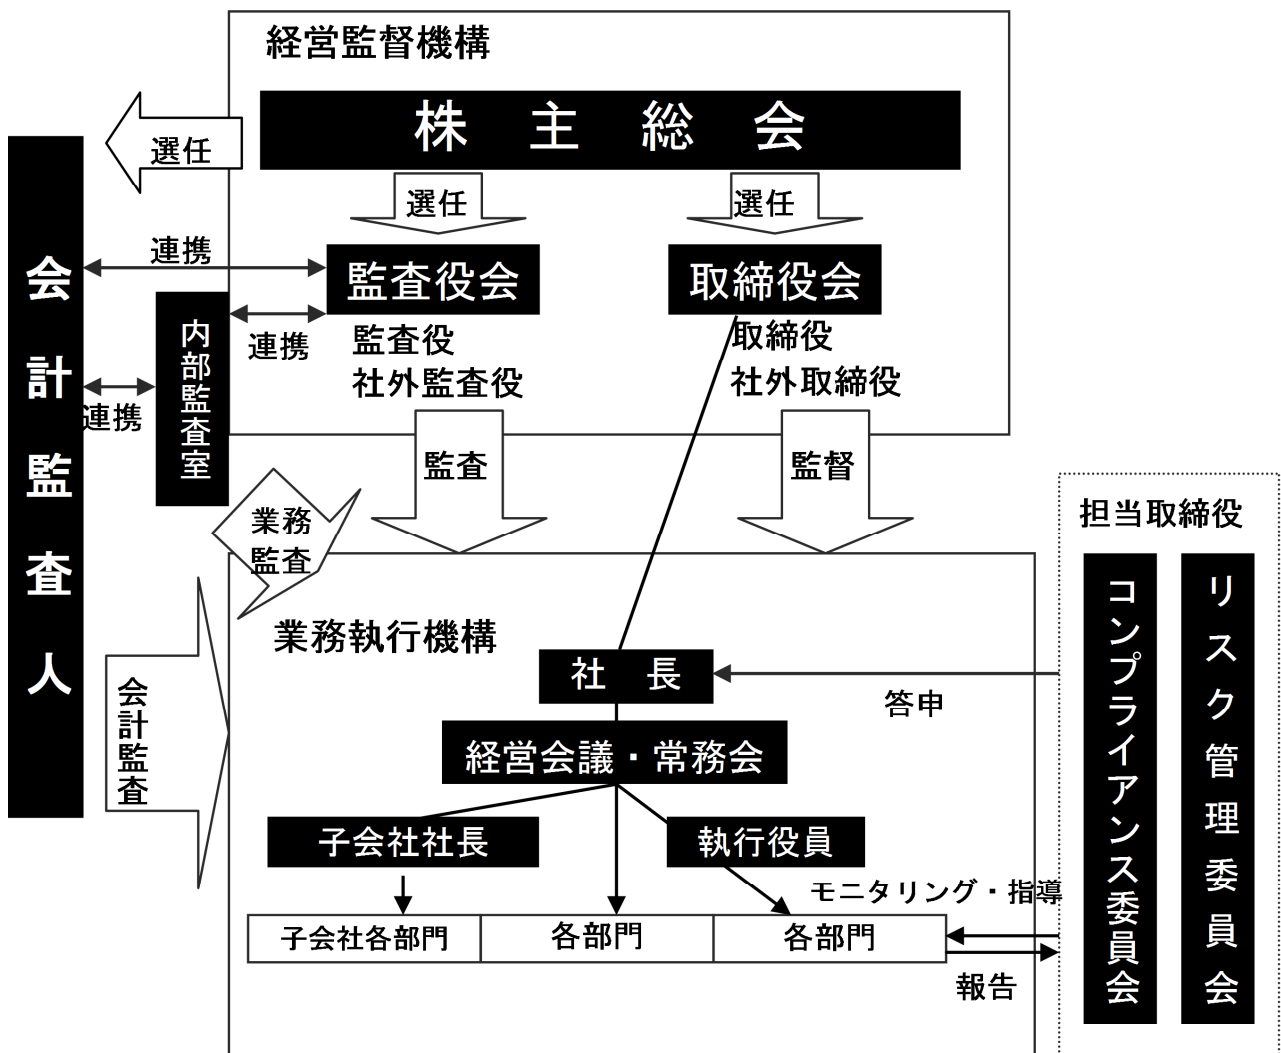 経営監督機構
株主総会
選任
選任
選任
会計監査人
連携
監査役会
取締役会
内部監査室
連携
監査役
社外監査役
取締役
社外取締役
連携
監査
監督
業務
監査
担当取締役
コンプライアンス委員会
リスク管理委員会
業務執行機構
会計監査
社長
答申
経営会議・常務会
子会社社長
執行役員
モニタリング・指導
子会社各部門
各部門
各部門
報告